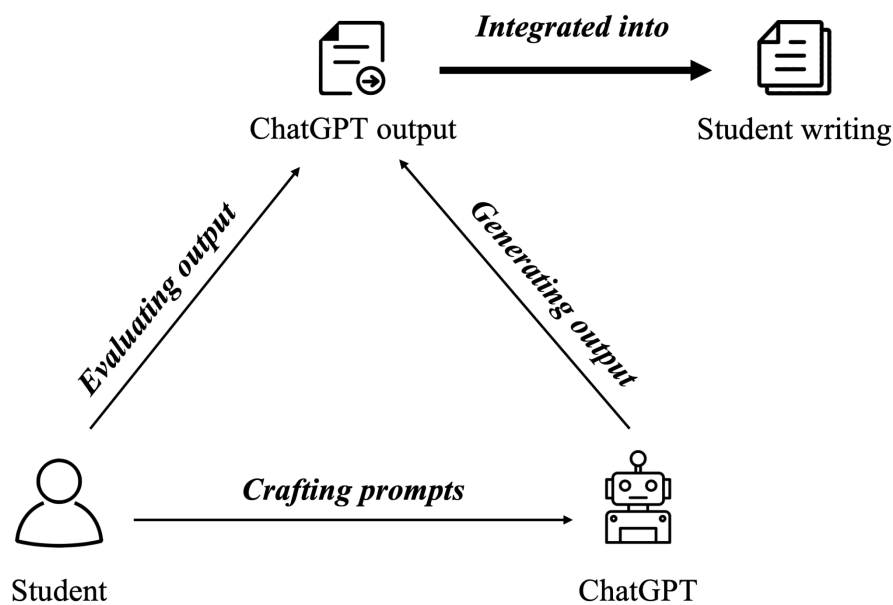 Integrated into
ChatGPT output
Student writing
Evaluating output
Generating output
Crafting prompts
Student
ChatGPT